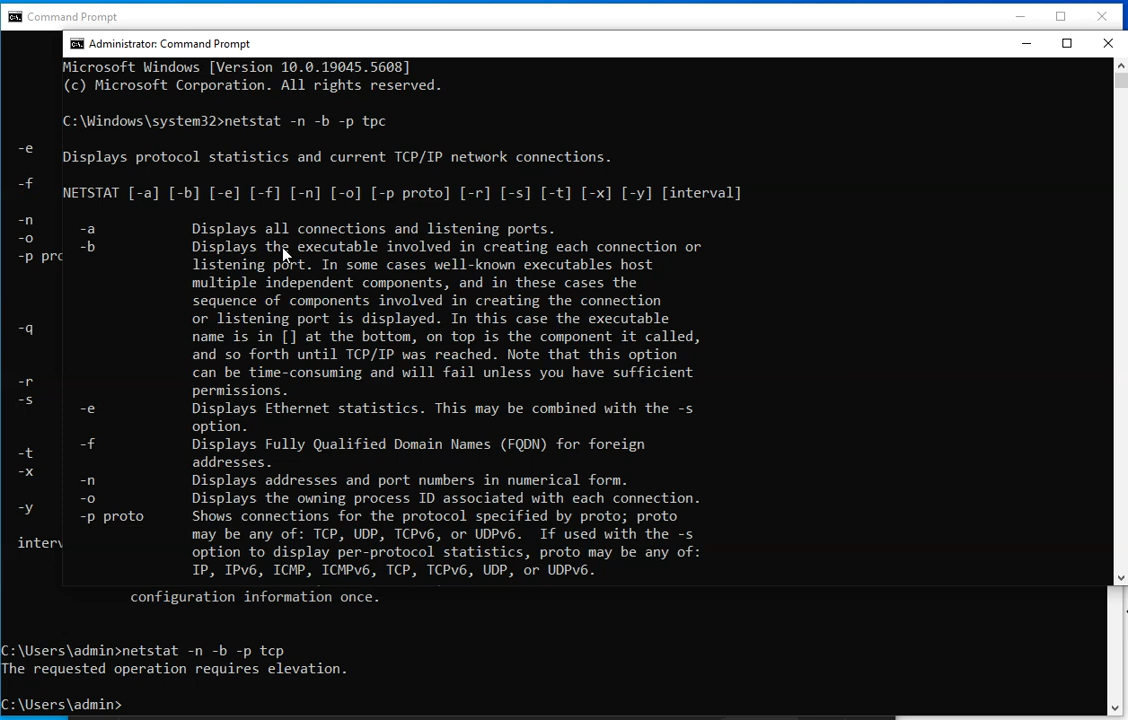 Command Prompt
Administrator: Command Prompt
Microsoft Windows [Version 10.0.19045.5608]
(c) Microsoft Corporation. All rights reserved.
C:\Windows\system32>netstat -n -b -p tpc
Displays protocol statistics and current TCP/IP network connections.
NETSTAT [-a] [-b] [-e] [-f] [-n] [-o] [-p proto] [-r] [-s] [-t] [-x] [-y] [interval]
-a Displays all connections and listening ports.
-b Displays the executable involved in creating each connection or
listening port. In some cases well-known executables host
multiple independent components, and in these cases the
sequence of components involved in creating the connection
or listening port is displayed. In this case the executable
name is in [] at the bottom, on top is the component it called,
and so forth until TCP/IP was reached. Note that this option
can be time-consuming and will fail unless you have sufficient
permissions.
-e Displays Ethernet statistics. This may be combined with the -s
option.
-f Displays Fully Qualified Domain Names (FQDN) for foreign
addresses.
-n Displays addresses and port numbers in numerical form.
-o Displays the owning process ID associated with each connection.
-p proto Shows connections for the protocol specified by proto; proto
may be any of: TCP, UDP, TCPv6, or UDPv6. If used with the -s
option to display per-protocol statistics, proto may be any of:
IP, IPv6, ICMP, ICMPv6, TCP, TCPv6, UDP, or UDPv6.
-e
-f
-n
-o
-p pro
-q
-r
-s
-t
-x
-y
interv
configuration information once.
C:\Users\admin>netstat -n -b -p tcp
The requested operation requires elevation.
C:\Users\admin>